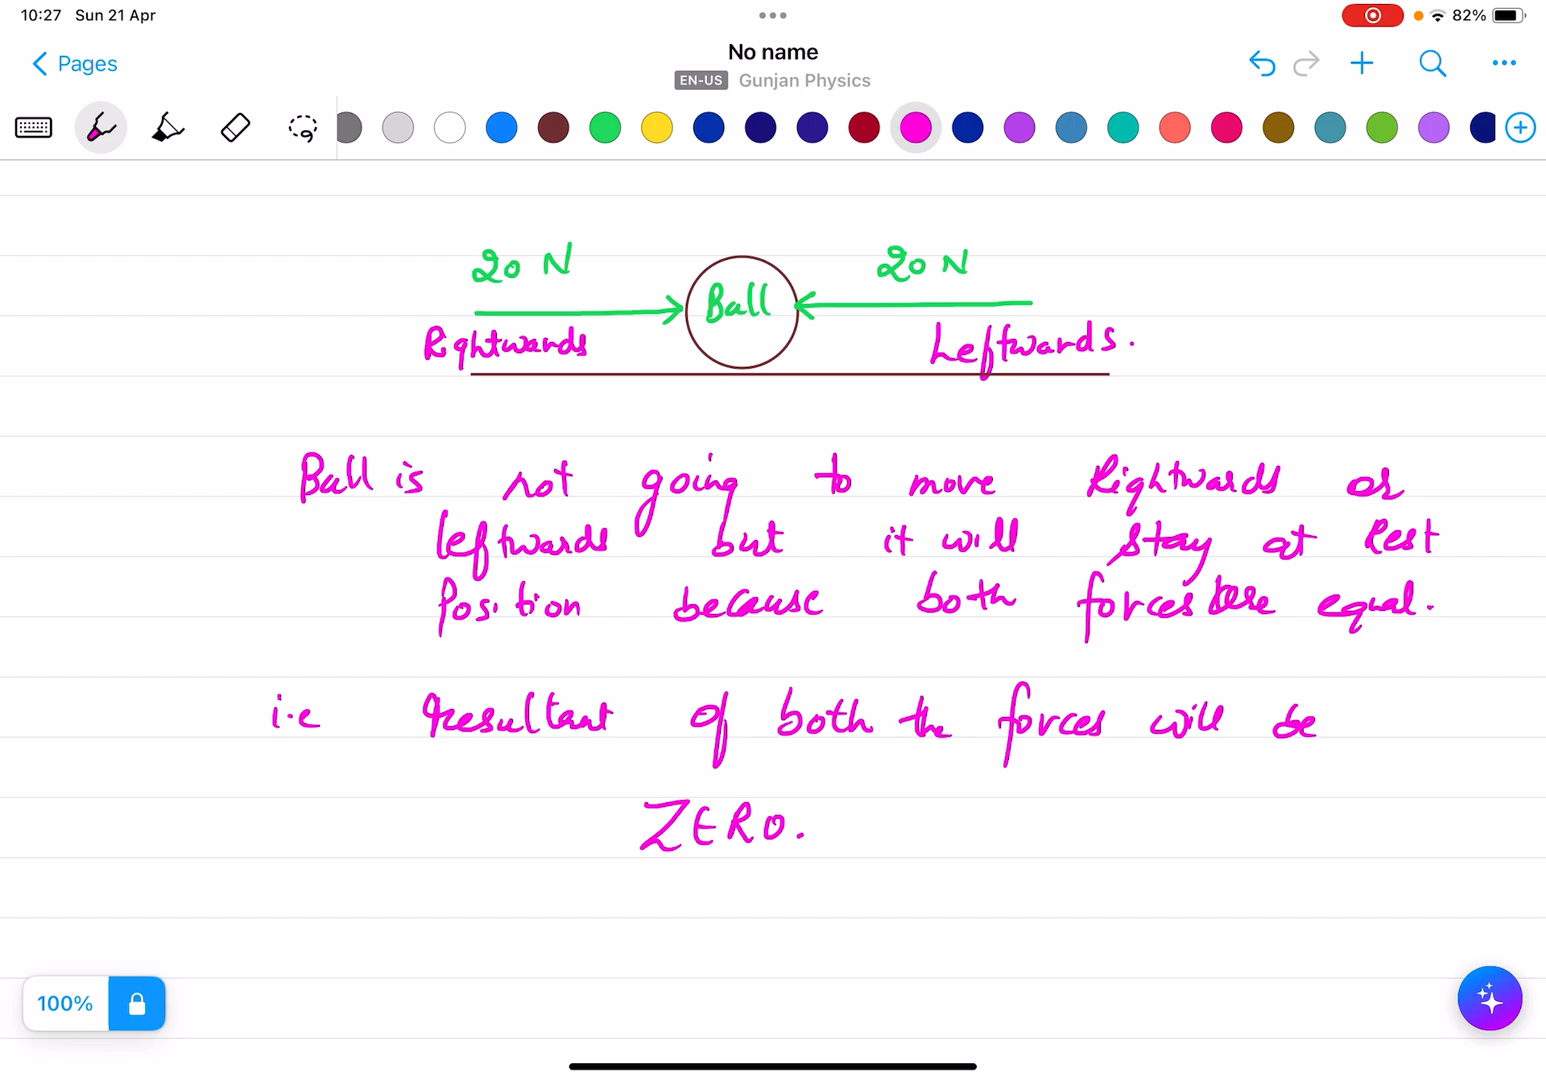 10:27 Sun 21 Apr
82%
Pages
No name
EN-US Gunjan Physics
20 N
20 N
Ball
Rightwards
Leftwards.
Ball is not going to move Rightwards or
leftwards but it will stay at Rest
Position because both forces are equal.
i.e resultant of both the forces will be
ZERO.
100%